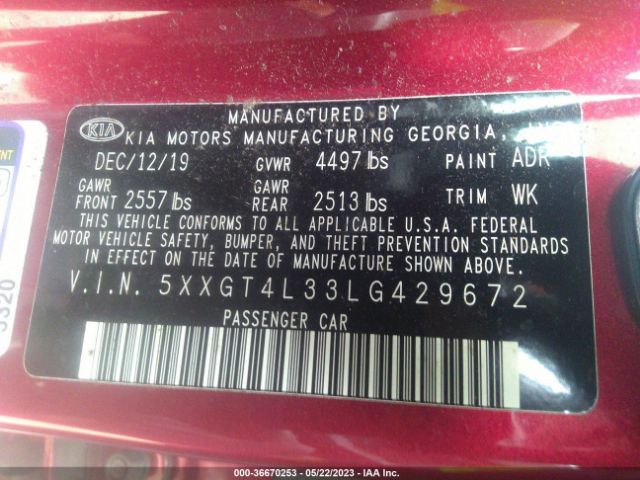 MANUFACTURED BY
KIA KIA MOTORS MANUFACTURING GEORGIA,
DEC/12/19 GVWR 4497 lbs PAINT ADR
GAWR FRONT 2557 lbs GAWR REAR 2513 lbs TRIM WK
THIS VEHICLE CONFORMS TO ALL APPLICABLE U.S.A. FEDERAL
MOTOR VEHICLE SAFETY, BUMPER, AND THEFT PREVENTION STANDARDS
IN EFFECT ON THE DATE OF MANUFACTURE SHOWN ABOVE.
V.I.N. 5XXGT4L33LG429672
PASSENGER CAR
000-36670253 - 05/22/2023 - IAA Inc.